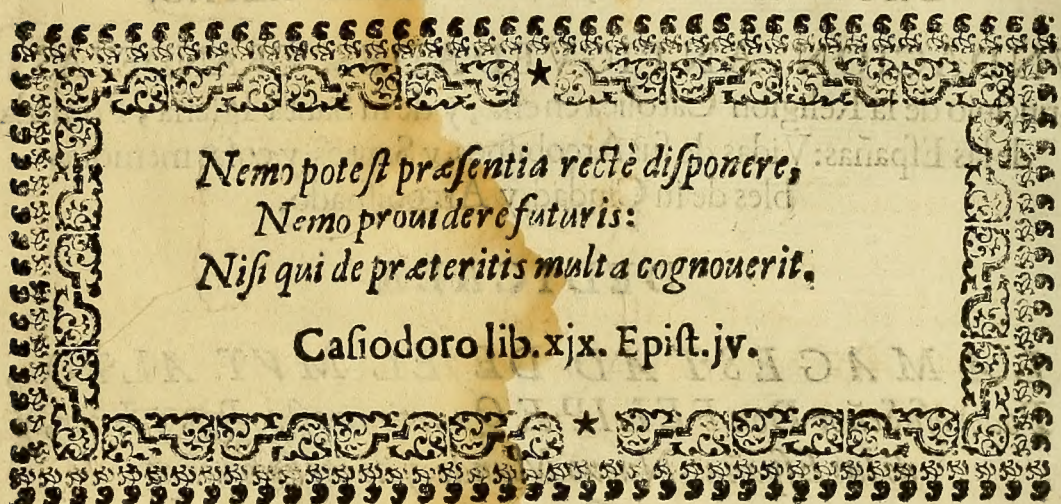 Nemo poteſt præſentia rectè diſponere,
Nemo prouidere futuris:
Niſi qui de præteritis multa cognouerit.
Caſiodoro lib.xjx. Epiſt.jv.